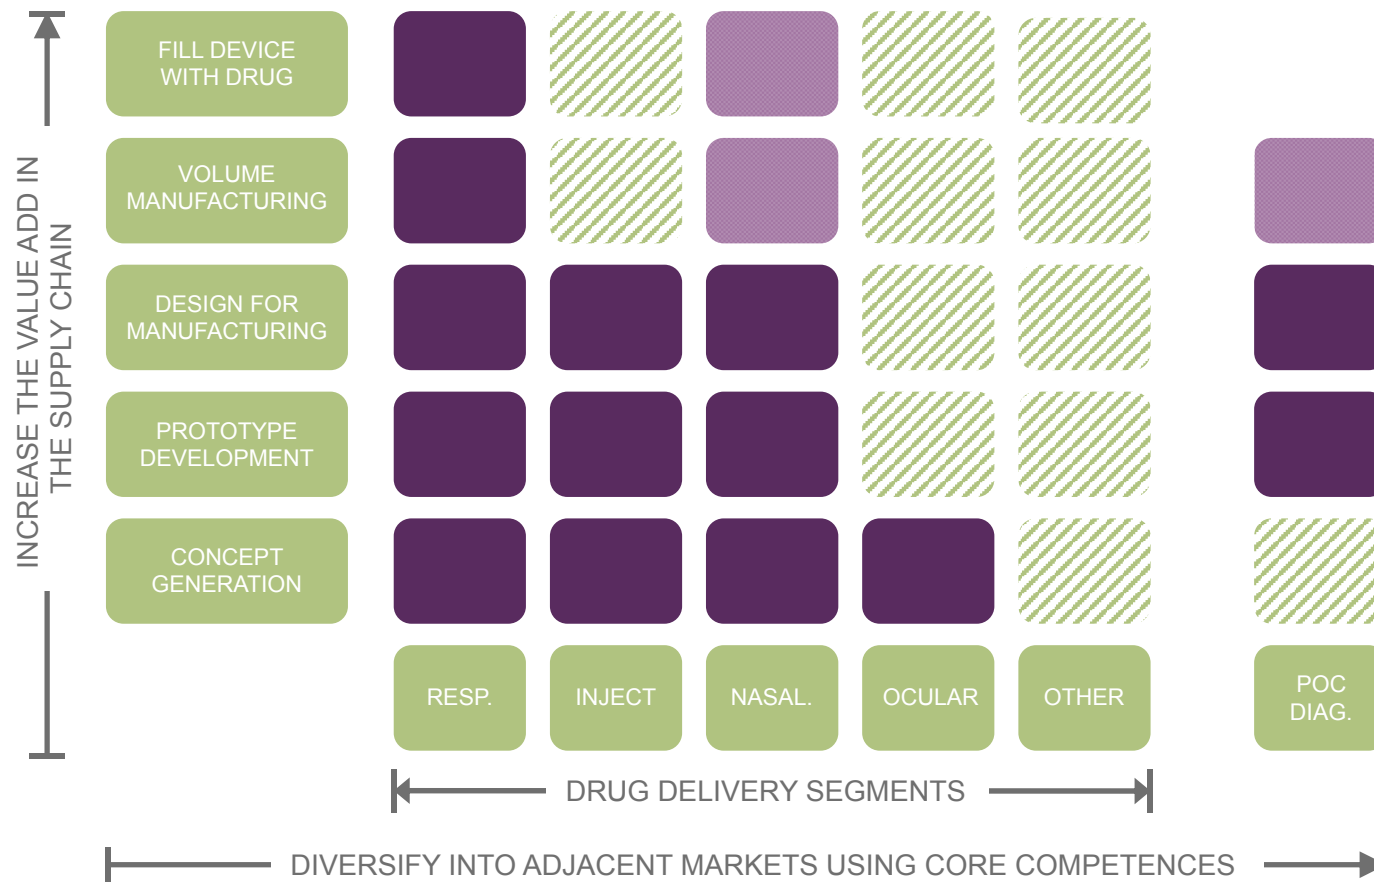 INCREASE THE VALUE ADD IN
THE SUPPLY CHAIN
FILL DEVICE
WITH DRUG
VOLUME
MANUFACTURING
DESIGN FOR
MANUFACTURING
PROTOTYPE
DEVELOPMENT
CONCEPT
GENERATION
RESP.
INJECT
NASAL.
OCULAR
OTHER
POC
DIAG.
DRUG DELIVERY SEGMENTS
DIVERSIFY INTO ADJACENT MARKETS USING CORE COMPETENCES